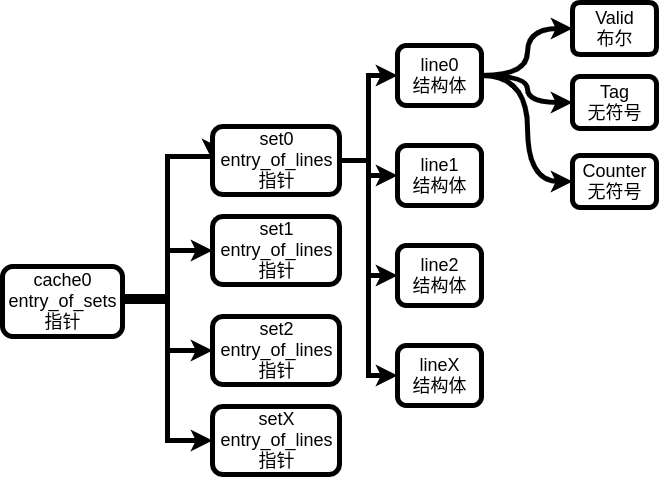 cache0
entry_of_sets
指针
set0
entry_of_lines
指针
set1
entry_of_lines
指针
set2
entry_of_lines
指针
setX
entry_of_lines
指针
line0
结构体
line1
结构体
line2
结构体
lineX
结构体
Valid
布尔
Tag
无符号
Counter
无符号